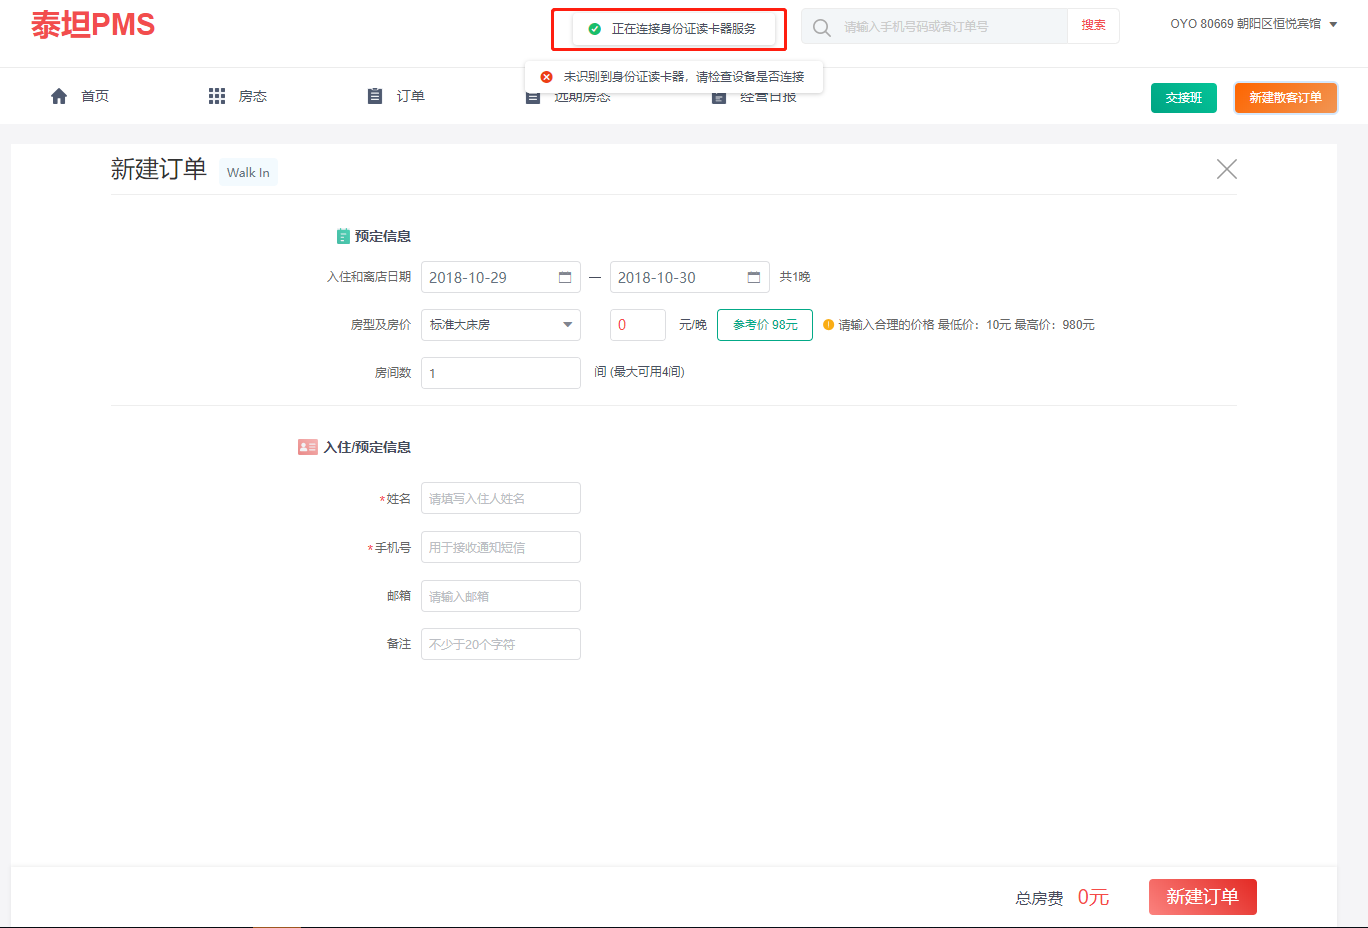 泰坦PMS
正在连接身份证读卡器服务
请输入手机号码或者订单号
搜索
OYO 80669 朝阳区恒悦宾馆
未识别到身份证读卡器，请检查设备是否连接
首页
房态
订单
远期房态
经营日报
交接班
新建散客订单
新建订单
Walk In
预定信息
入住和离店日期 2018-10-29 — 2018-10-30 共1晚
房型及房价 标准大床房 0 元/晚 参考价 98元 请输入合理的价格 最低价：10元 最高价：980元
房间数 1 间 (最大可用4间)
入住/预定信息
*姓名 请填写入住人姓名
*手机号 用于接收通知短信
邮箱 请输入邮箱
备注 不少于20个字符
总房费 0元 新建订单